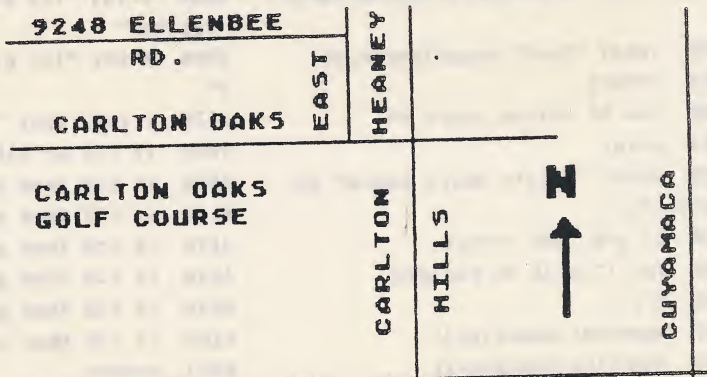 9248 ELLENBEE
RD.
EAST
HEANEY
CARLTON OAKS
CARLTON OAKS
GOLF COURSE
CARLTON
HILLS
N
CUYAMACA